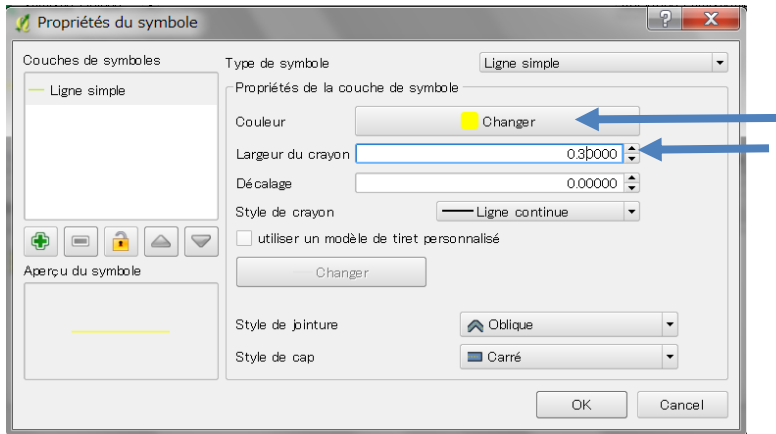 Propriétés du symbole
Couches de symboles
Ligne simple
Aperçu du symbole
Type de symbole Ligne simple
Propriétés de la couche de symbole
Couleur Changer
Largeur du crayon 0.30000
Décalage 0.00000
Style de crayon Ligne continue
utiliser un modèle de tiret personnalisé
Changer
Style de jointure Oblique
Style de cap Carré
OK Cancel